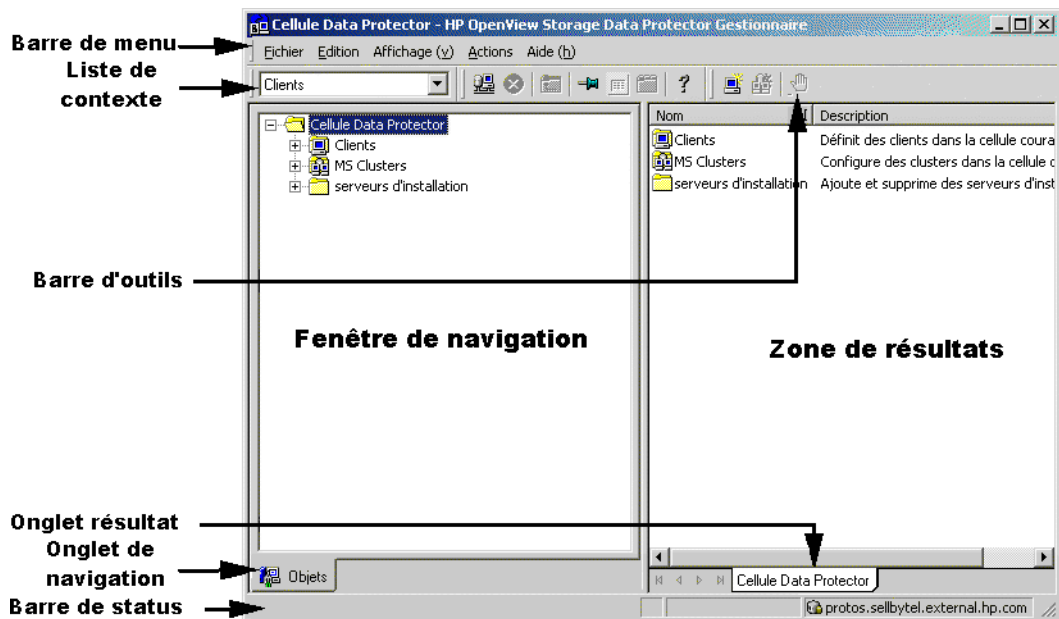 Cellule Data Protector - HP OpenView Storage Data Protector Gestionnaire
Barre de menu
Fichier Edition Affichage (v) Actions Aide (h)
Liste de
contexte
Clients
?
Nom
Description
Cellule Data Protector
Clients
MS Clusters
serveurs d'installation
Clients Définit des clients dans la cellule coura
MS Clusters Configure des clusters dans la cellule c
serveurs d'installation Ajoute et supprime des serveurs d'inst
Barre d'outils
Fenêtre de navigation
Zone de résultats
Onglet résultat
Onglet de
navigation
Objets
Cellule Data Protector
Barre de status
protos.sellbytel.external.hp.com